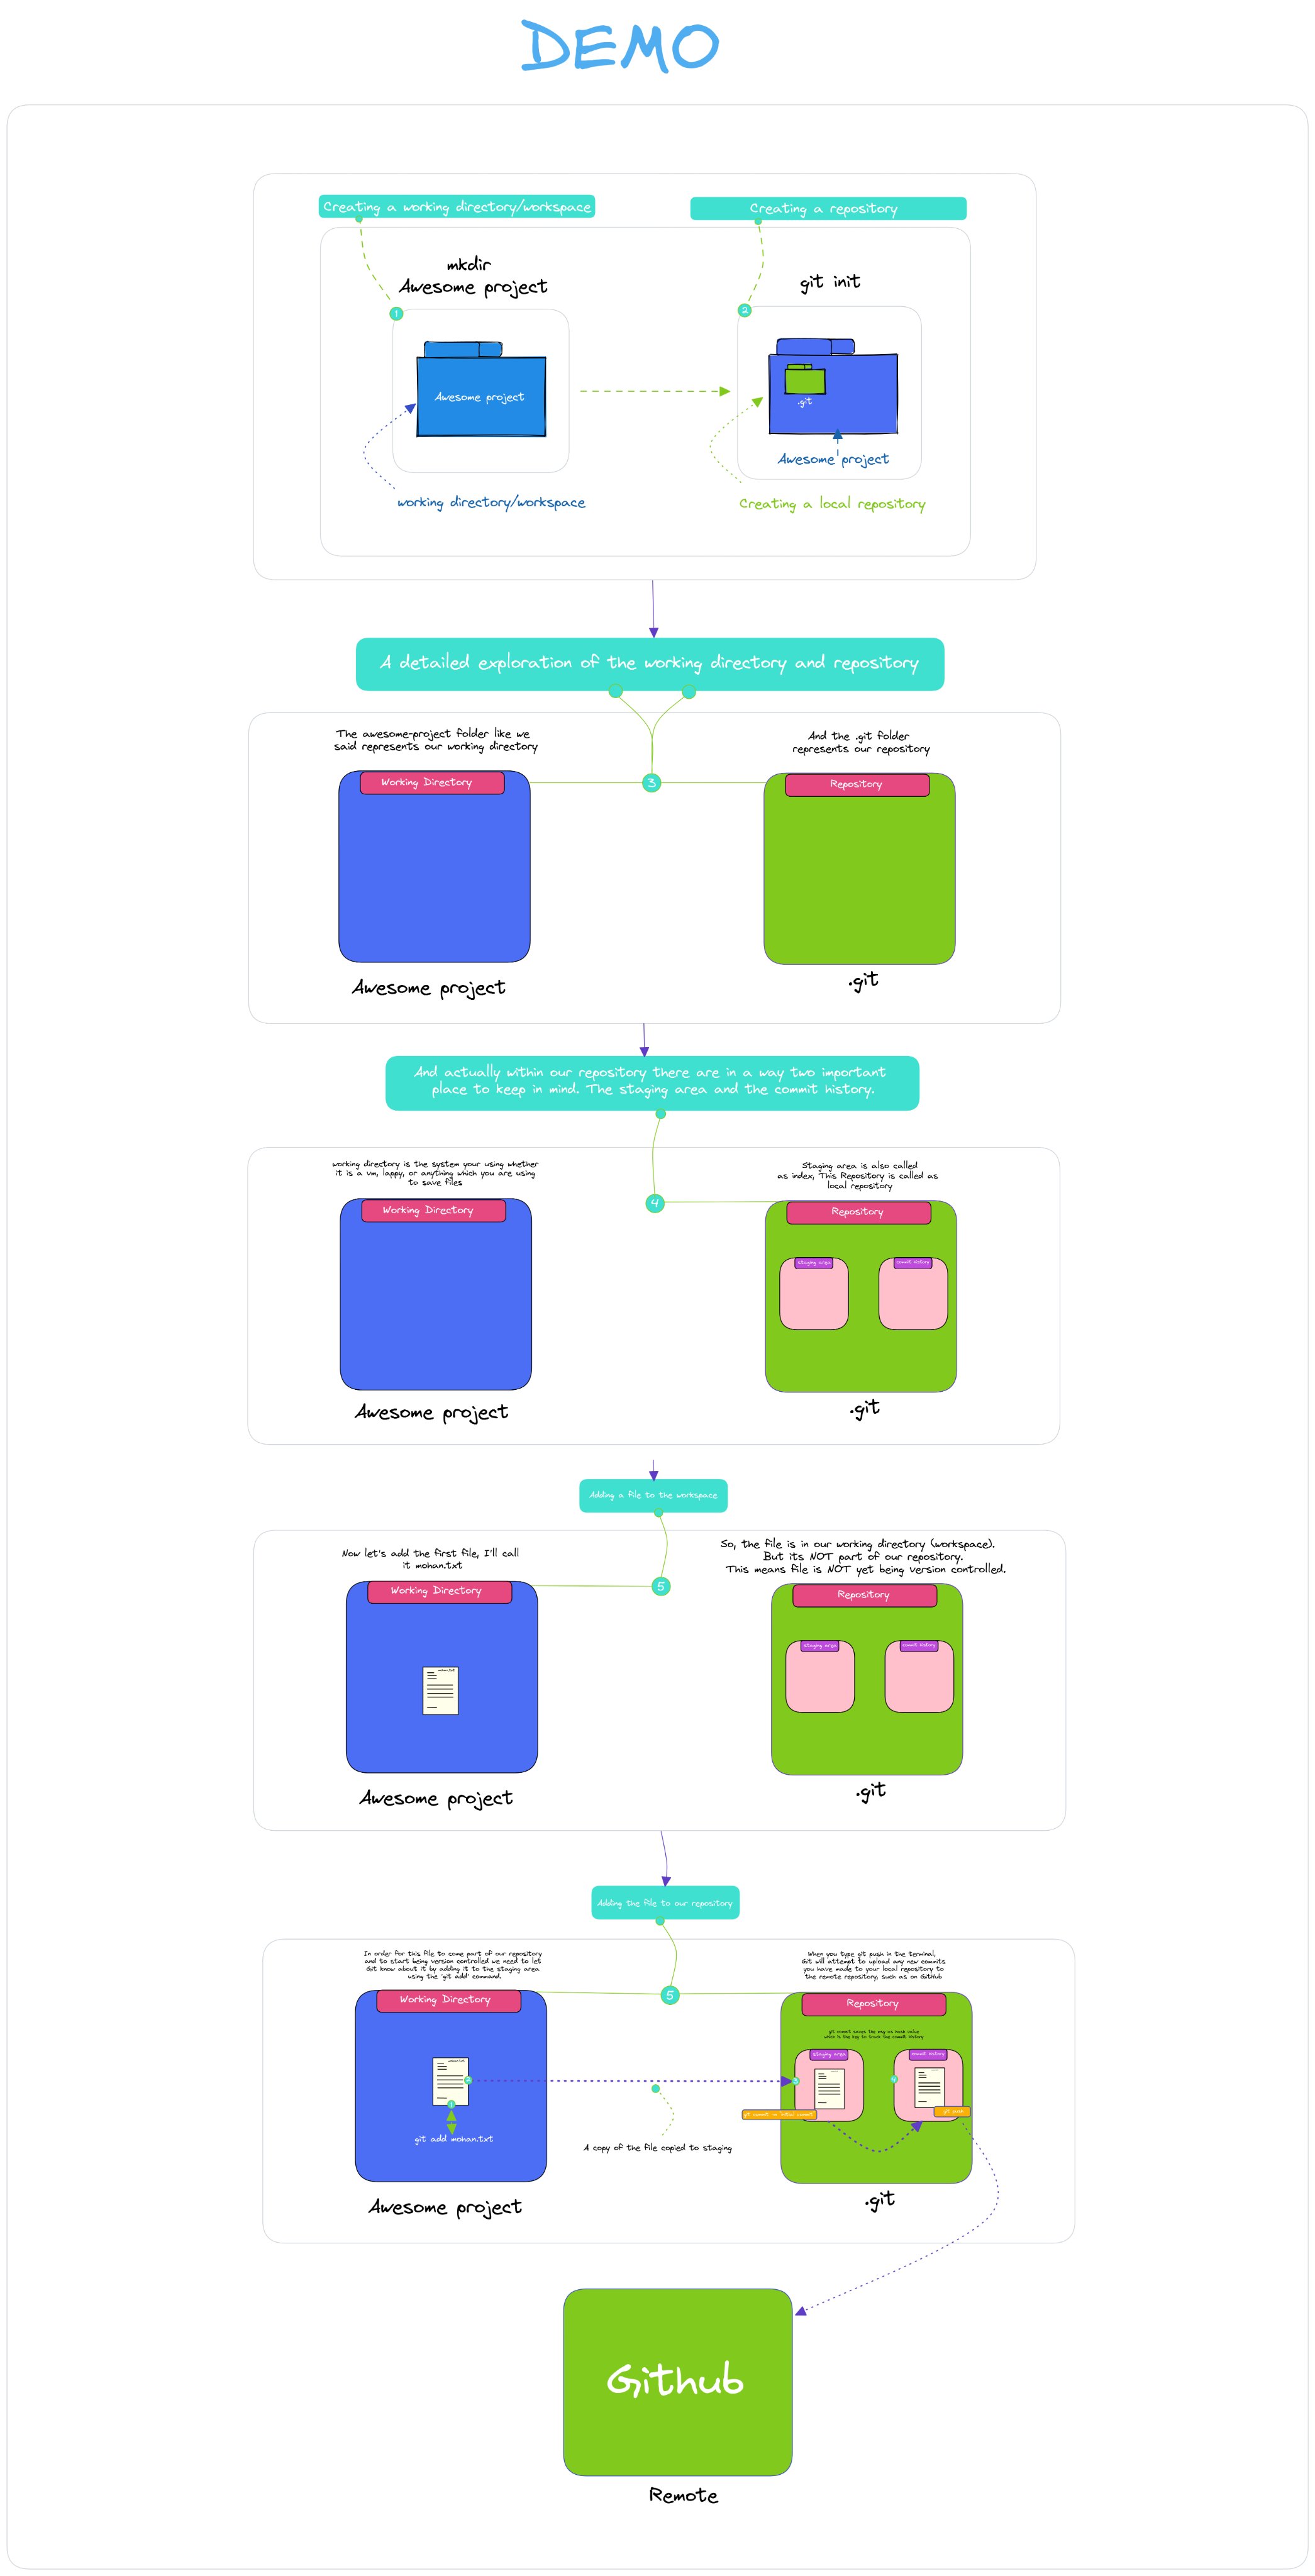 DEMO
Creating a working directory/workspace
Creating a repository
mkdir
Awesome project
git init
1
2
Awesome project
.git
Awesome project
working directory/workspace
Creating a local repository
A detailed exploration of the working directory and repository
The awesome-project folder like we
said represents our working directory
And the .git folder
represents our repository
Working Directory
3
Repository
Awesome project
.git
And actually within our repository there are in a way two important
place to keep in mind. The staging area and the commit history.
working directory is the system your using whether
it is a vm, lappy, or anything which you are using
to save files
Staging area is also called
as index, This Repository is called as
local repository
Working Directory
4
Repository
staging area
commit history
Awesome project
.git
Adding a file to the workspace
Now let's add the first file, I'll call
it mohan.txt
So, the file is in our working directory (workspace).
But its NOT part of our repository.
This means file is NOT yet being version controlled.
Working Directory
5
Repository
staging area
commit history
mohan.txt
Awesome project
.git
Adding the file to our repository
In order for this file to come part of our repository
and to start being version controlled we need to let
Git know about it by adding it to the staging area
using the 'git add' command.
When you type git push in the terminal,
Git will attempt to upload any new commits
you have made to your local repository to
the remote repository, such as on GitHub
Working Directory
5
Repository
git commit saves the msg as hash value
which is the key to track the commit history
staging area
commit history
mohan.txt
2
3
4
1
git commit -m "initial commit"
git push
git add mohan.txt
A copy of the file copied to staging
Awesome project
.git
Github
Remote